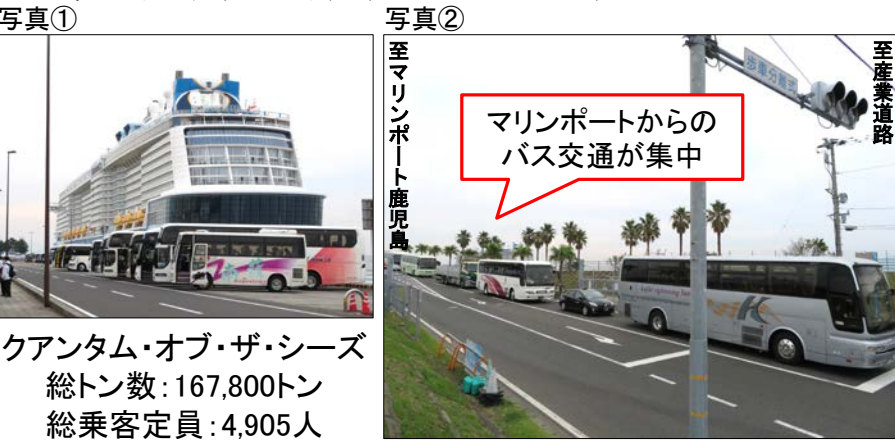 写真①
写真②
至マリンポート鹿児島
至産業道路
歩車分離式
マリンポートからの
バス交通が集中
クアンタム・オブ・ザ・シーズ
総トン数:167,800トン
総乗客定員:4,905人